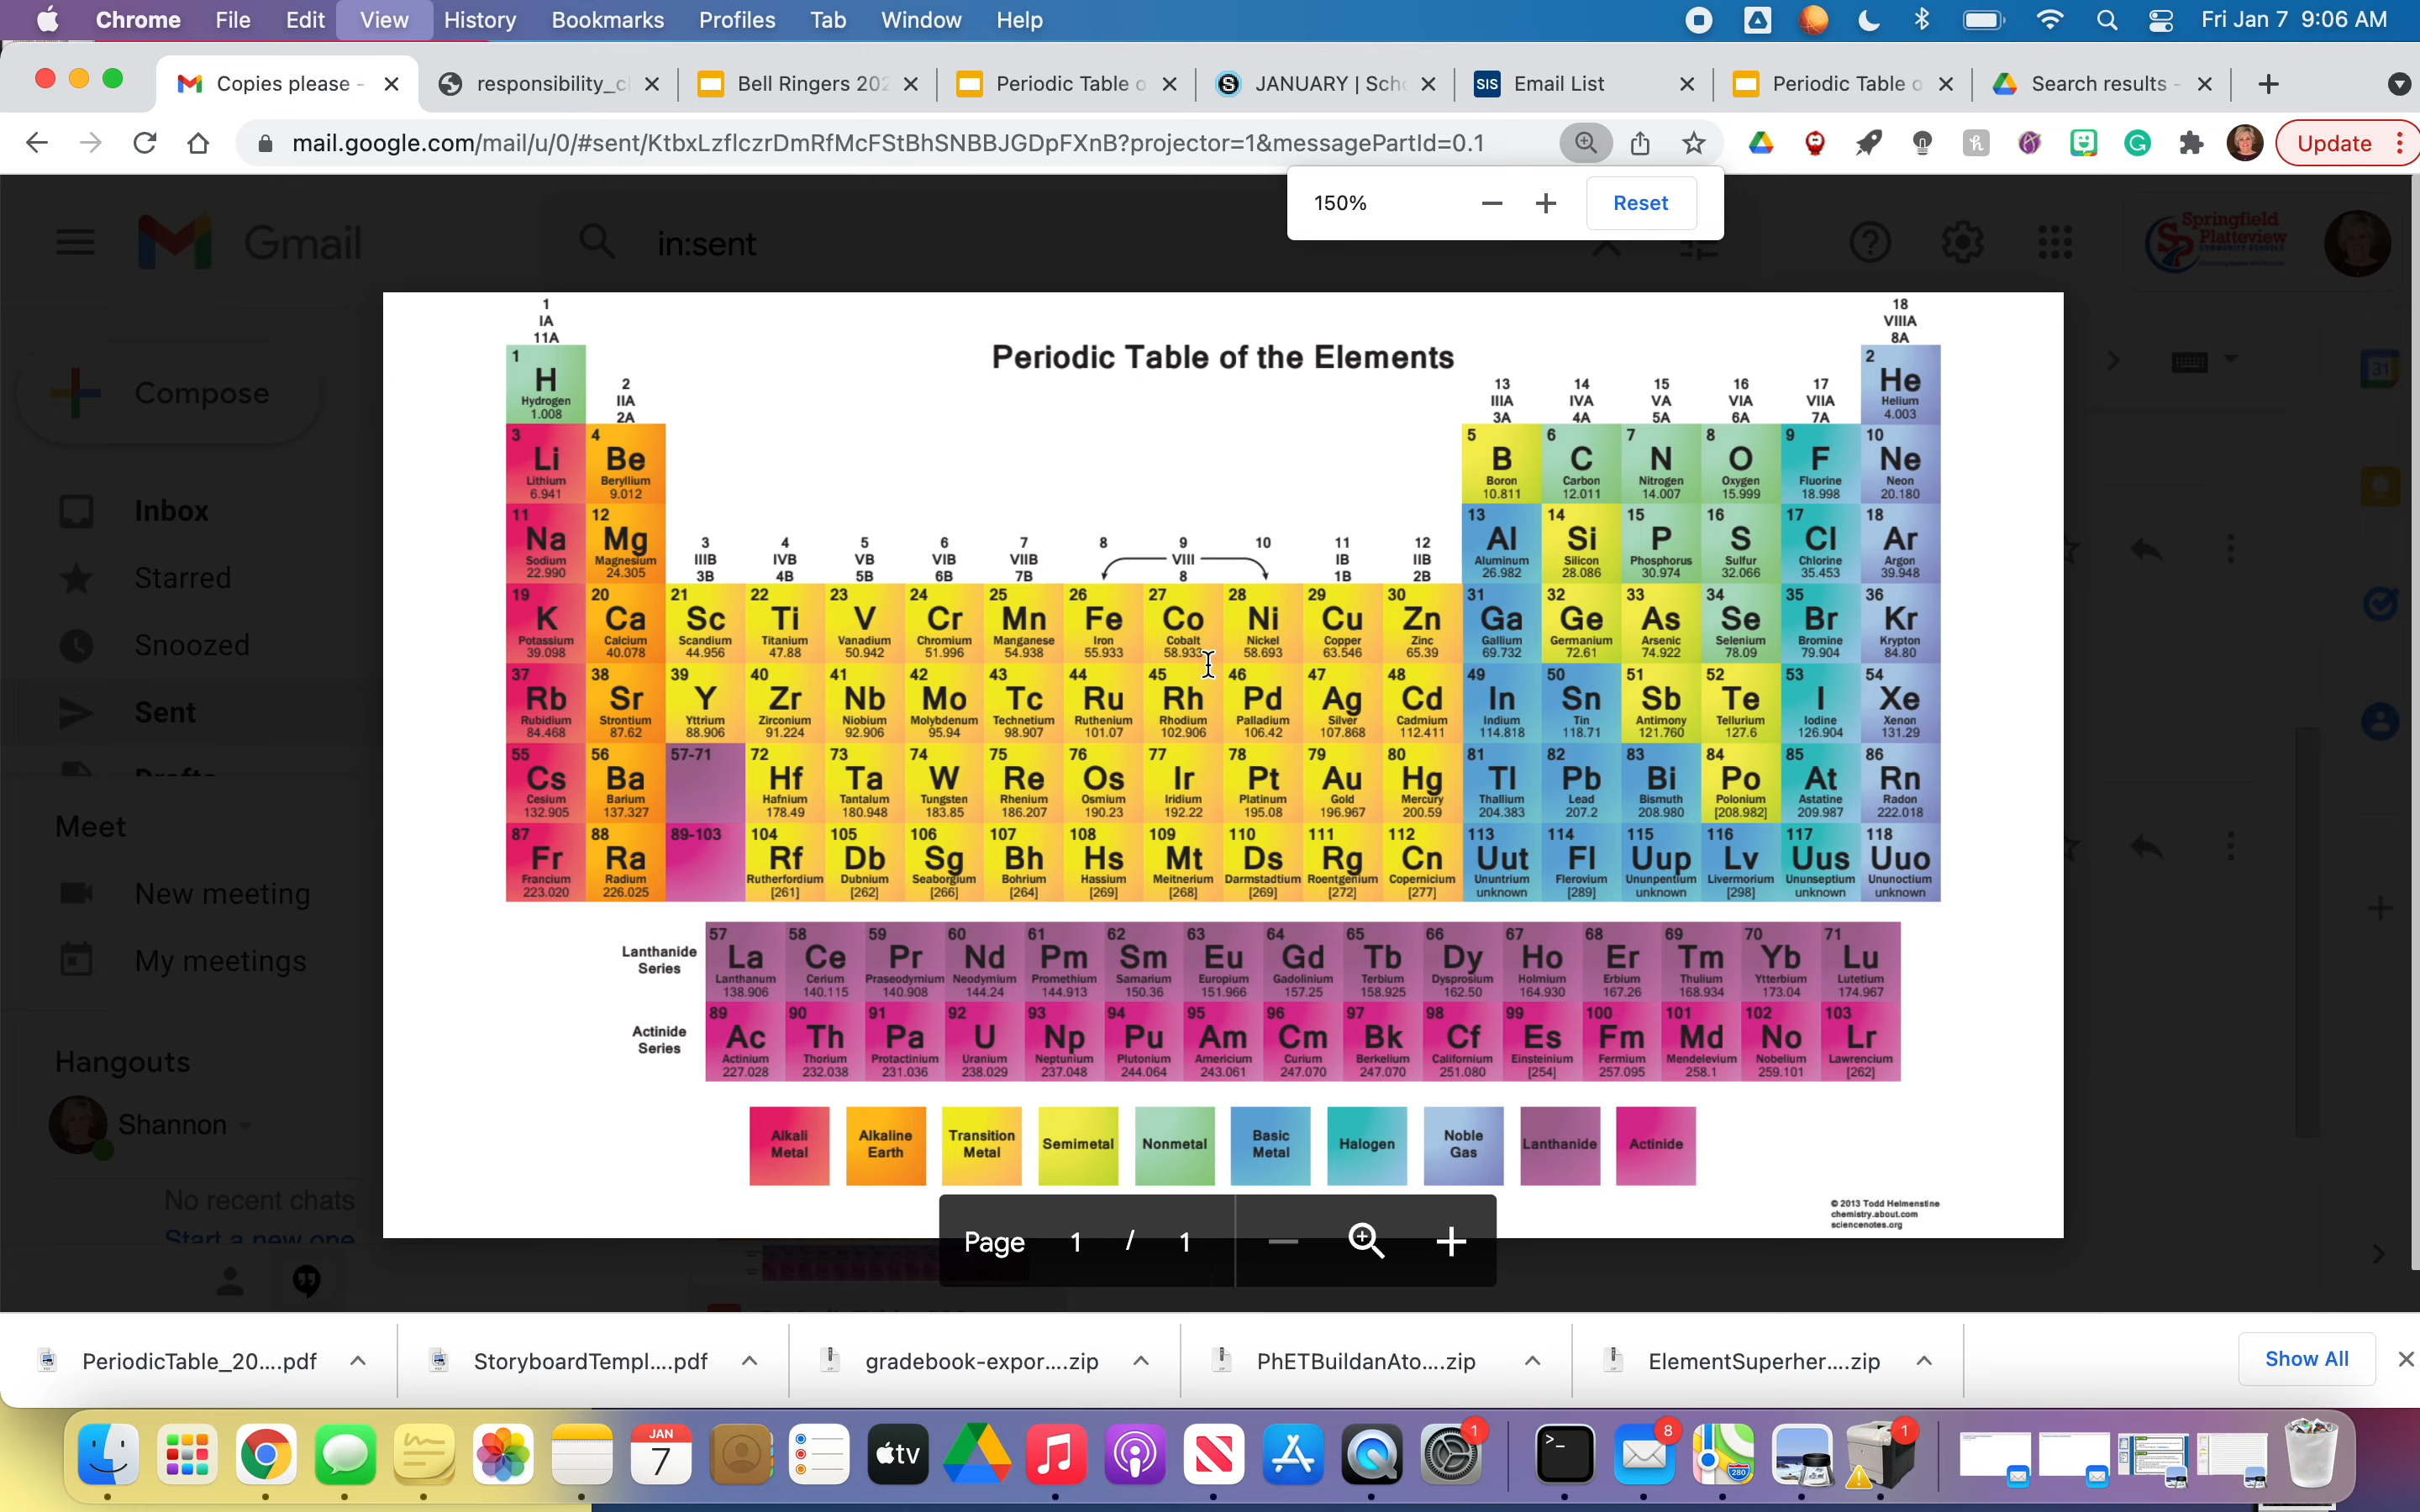 Chrome File Edit View History Bookmarks Profiles Tab Window Help Fri Jan 7 9:06 AM
Copies please - responsibility_cl Bell Ringers 202 Periodic Table o JANUARY | Scho SIS Email List Periodic Table o Search results -
mail.google.com/mail/u/0/#sent/KtbxLzflczrDmRfMcFStBhSNBBJGDpFXnB?projector=1&messagePartId=0.1 Update
150% Reset
Gmail in:sent Springfield Platteview COMMUNITY SCHOOLS
Compose
Inbox
Starred
Snoozed
Sent
Drafts
Meet
New meeting
My meetings
Hangouts
Shannon
No recent chats
Start a new one
Periodic Table of the Elements
1 18
IA VIIIA
11A 8A
1 2
H He
Hydrogen Helium
1.008 4.003
2 13 14 15 16 17
IIA IIIA IVA VA VIA VIIA
2A 3A 4A 5A 6A 7A
3 4 5 6 7 8 9 10
Li Be B C N O F Ne
Lithium Beryllium Boron Carbon Nitrogen Oxygen Fluorine Neon
6.941 9.012 10.811 12.011 14.007 15.999 18.998 20.180
11 12 13 14 15 16 17 18
Na Mg Al Si P S Cl Ar
Sodium Magnesium Aluminum Silicon Phosphorus Sulfur Chlorine Argon
22.990 24.305 26.982 28.086 30.974 32.066 35.453 39.948
3 4 5 6 7 8 9 10 11 12
IIIB IVB VB VIB VIIB VIII IB IIB
3B 4B 5B 6B 7B 8 1B 2B
19 20 21 22 23 24 25 26 27 28 29 30 31 32 33 34 35 36
K Ca Sc Ti V Cr Mn Fe Co Ni Cu Zn Ga Ge As Se Br Kr
Potassium Calcium Scandium Titanium Vanadium Chromium Manganese Iron Cobalt Nickel Copper Zinc Gallium Germanium Arsenic Selenium Bromine Krypton
39.098 40.078 44.956 47.88 50.942 51.996 54.938 55.933 58.933 58.693 63.546 65.39 69.732 72.61 74.922 78.09 79.904 84.80
37 38 39 40 41 42 43 44 45 46 47 48 49 50 51 52 53 54
Rb Sr Y Zr Nb Mo Tc Ru Rh Pd Ag Cd In Sn Sb Te I Xe
Rubidium Strontium Yttrium Zirconium Niobium Molybdenum Technetium Ruthenium Rhodium Palladium Silver Cadmium Indium Tin Antimony Tellurium Iodine Xenon
84.468 87.62 88.906 91.224 92.906 95.94 98.907 101.07 102.906 106.42 107.868 112.411 114.818 118.71 121.760 127.6 126.904 131.29
55 56 57-71 72 73 74 75 76 77 78 79 80 81 82 83 84 85 86
Cs Ba Hf Ta W Re Os Ir Pt Au Hg Tl Pb Bi Po At Rn
Cesium Barium Hafnium Tantalum Tungsten Rhenium Osmium Iridium Platinum Gold Mercury Thallium Lead Bismuth Polonium Astatine Radon
132.905 137.327 178.49 180.948 183.85 186.207 190.23 192.22 195.08 196.967 200.59 204.383 207.2 208.980 [208.982] 209.987 222.018
87 88 89-103 104 105 106 107 108 109 110 111 112 113 114 115 116 117 118
Fr Ra Rf Db Sg Bh Hs Mt Ds Rg Cn Uut Fl Uup Lv Uus Uuo
Francium Radium Rutherfordium Dubnium Seaborgium Bohrium Hassium Meitnerium Darmstadtium Roentgenium Copernicium Ununtrium Flerovium Ununpentium Livermorium Ununseptium Ununoctium
223.020 226.025 [261] [262] [266] [264] [269] [268] [269] [272] [277] unknown [289] unknown [298] unknown unknown
Lanthanide Series
57 58 59 60 61 62 63 64 65 66 67 68 69 70 71
La Ce Pr Nd Pm Sm Eu Gd Tb Dy Ho Er Tm Yb Lu
Lanthanum Cerium Praseodymium Neodymium Promethium Samarium Europium Gadolinium Terbium Dysprosium Holmium Erbium Thulium Ytterbium Lutetium
138.906 140.115 140.908 144.24 144.913 150.36 151.966 157.25 158.925 162.50 164.930 167.26 168.934 173.04 174.967
Actinide Series
89 90 91 92 93 94 95 96 97 98 99 100 101 102 103
Ac Th Pa U Np Pu Am Cm Bk Cf Es Fm Md No Lr
Actinium Thorium Protactinium Uranium Neptunium Plutonium Americium Curium Berkelium Californium Einsteinium Fermium Mendelevium Nobelium Lawrencium
227.028 232.038 231.036 238.029 237.048 244.064 243.061 247.070 247.070 251.080 [254] 257.095 258.1 259.101 [262]
Alkali Metal Alkaline Earth Transition Metal Semimetal Nonmetal Basic Metal Halogen Noble Gas Lanthanide Actinide
© 2013 Todd Helmenstine
chemistry.about.com
sciencenotes.org
Page 1 / 1
PeriodicTable_20....pdf StoryboardTempl....pdf gradebook-expor....zip PhETBuildanAto....zip ElementSuperher....zip Show All
JAN 7 tv 1 8 280 1